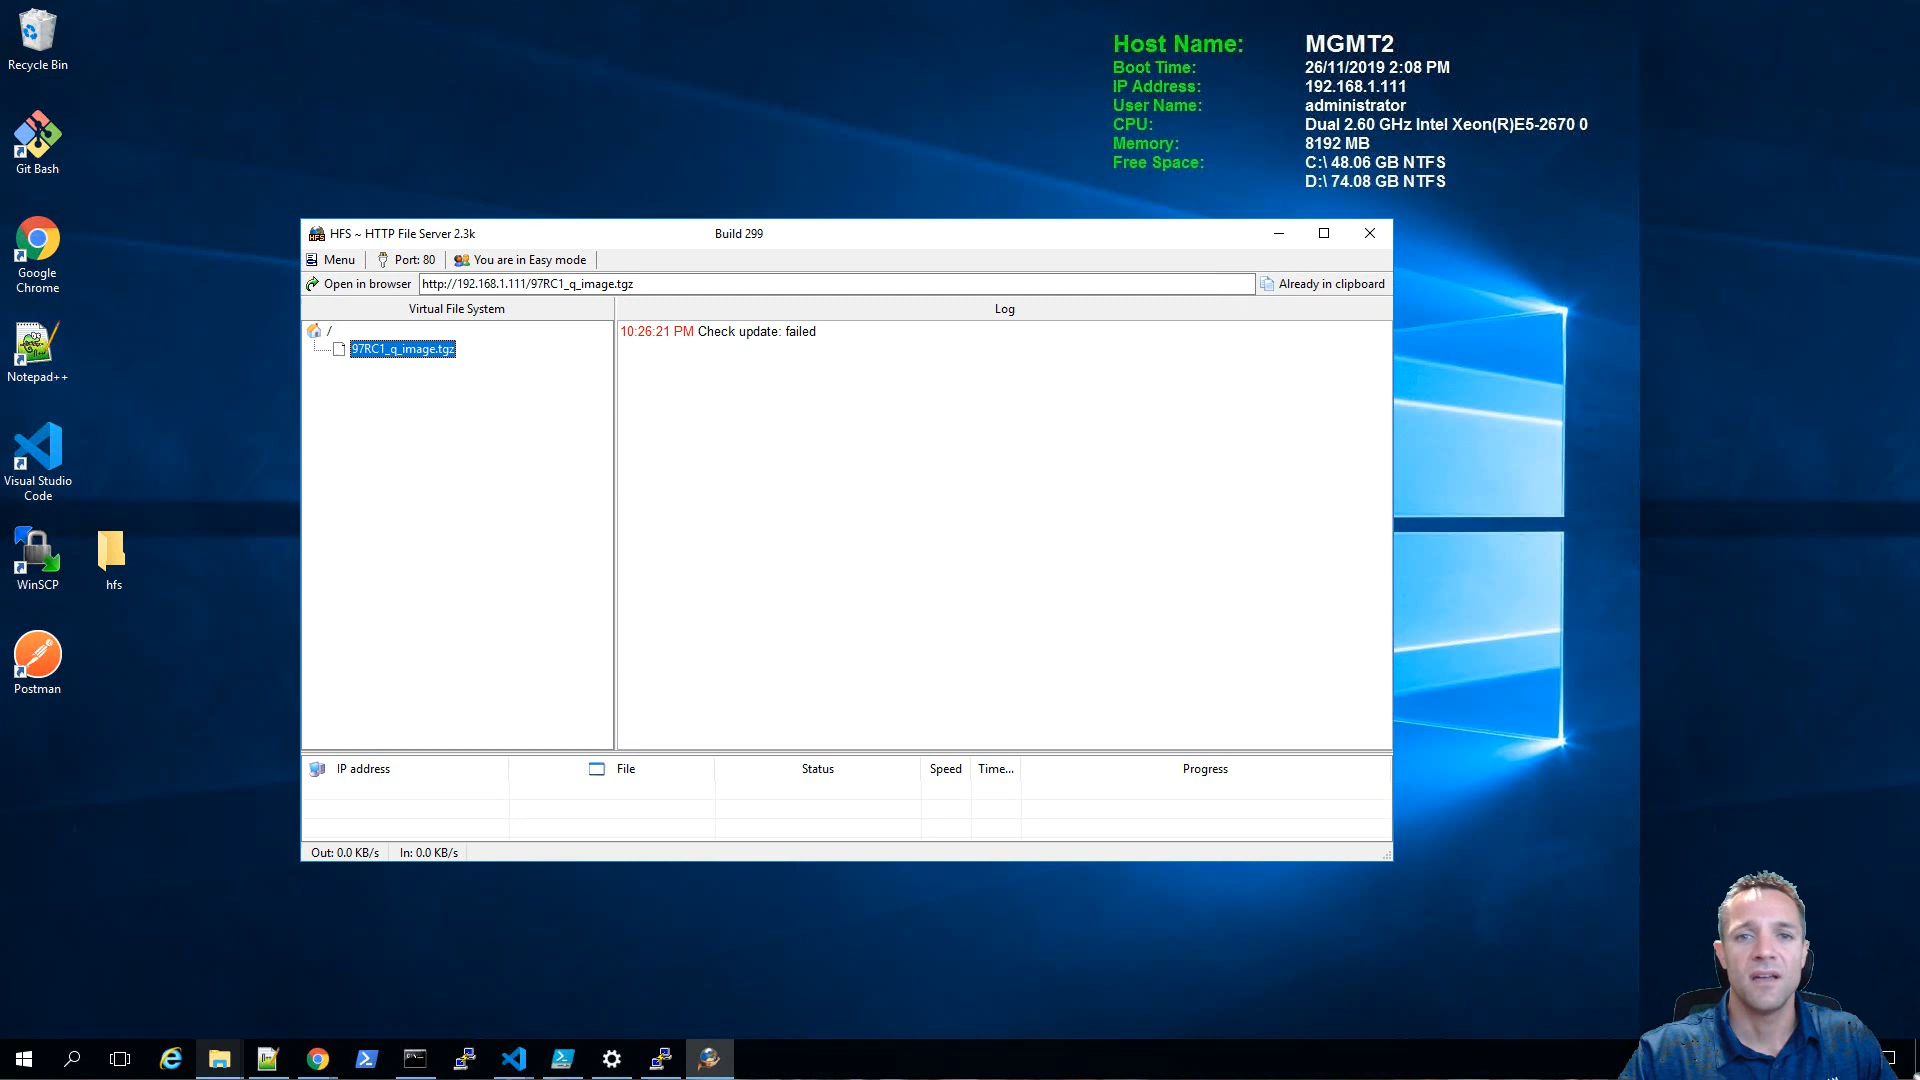 Recycle Bin
Git Bash
Google
Chrome
Notepad++
Visual Studio
Code
WinSCP
hfs
Postman
Host Name: MGMT2
Boot Time: 26/11/2019 2:08 PM
IP Address: 192.168.1.111
User Name: administrator
CPU: Dual 2.60 GHz Intel Xeon(R)E5-2670 0
Memory: 8192 MB
Free Space: C:\ 48.06 GB NTFS
D:\ 74.08 GB NTFS
HFS ~ HTTP File Server 2.3k Build 299
Menu Port: 80 You are in Easy mode
Open in browser http://192.168.1.111/97RC1_q_image.tgz Already in clipboard
Virtual File System Log
/
97RC1_q_image.tgz
10:26:21 PM Check update: failed
IP address File Status Speed Time... Progress
Out: 0.0 KB/s In: 0.0 KB/s